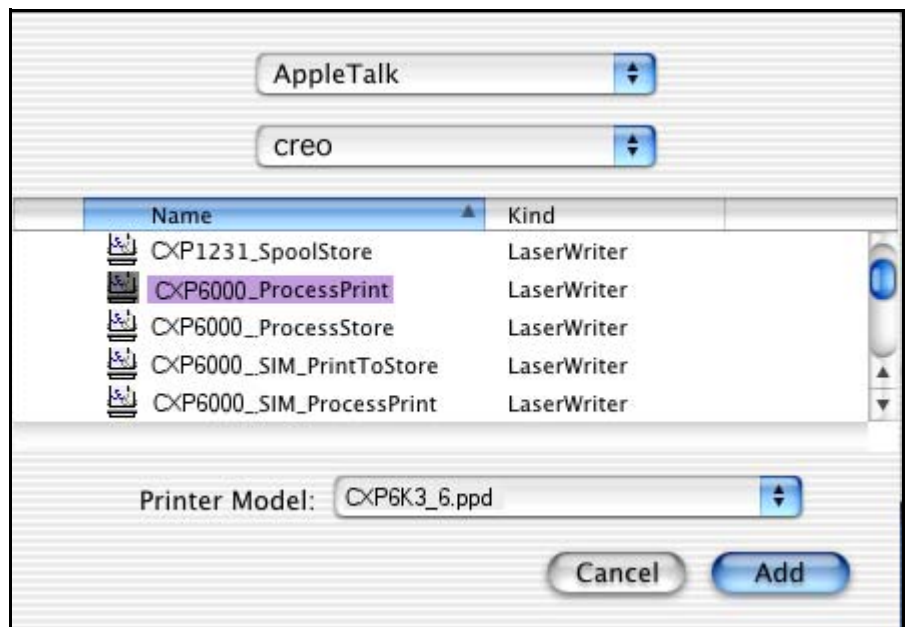 AppleTalk
creo
Name Kind
CXP1231_SpoolStore LaserWriter
CXP6000_ProcessPrint LaserWriter
CXP6000_ProcessStore LaserWriter
CXP6000_SIM_PrintToStore LaserWriter
CXP6000_SIM_ProcessPrint LaserWriter
Printer Model: CXP6K3_6.ppd
Cancel Add